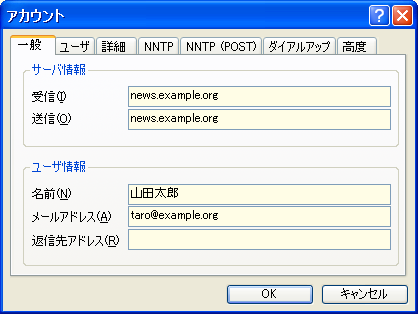 アカウント
一般 ユーザ 詳細 NNTP NNTP (POST) ダイアルアップ 高度
サーバ情報
受信(I) news.example.org
送信(O) news.example.org
ユーザ情報
名前(N) 山田太郎
メールアドレス(A) taro@example.org
返信先アドレス(R)
OK キャンセル